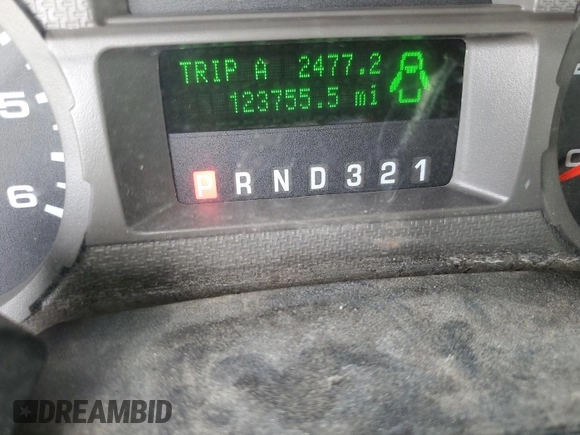 TRIP A 2477.2
123755.5 mi
P R N D 3 2 1
5
6
DREAMBID